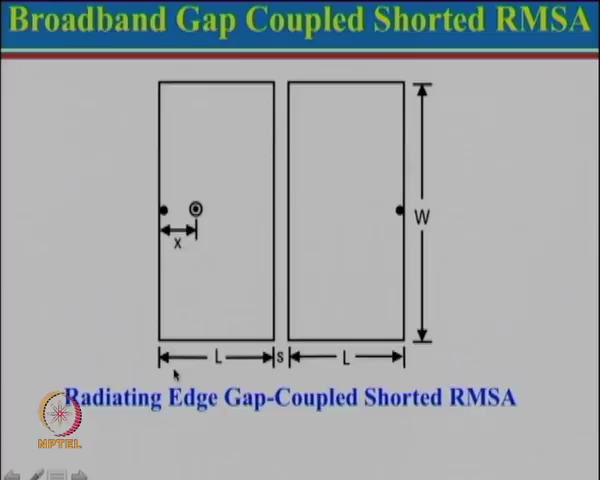 Broadband Gap Coupled Shorted RMSA
x
W
L
s
L
Radiating Edge Gap-Coupled Shorted RMSA
NPTEL